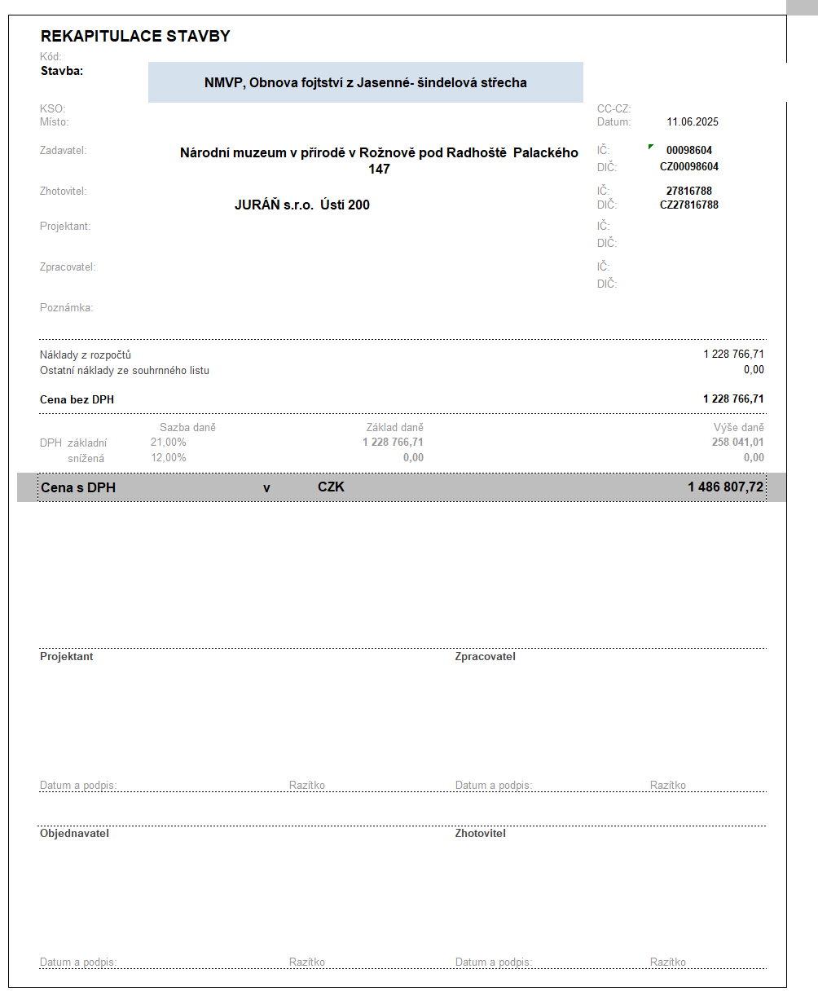 REKAPITULACE STAVBY
Kód:
Stavba:
NMVP, Obnova fojtství z Jasenné- šindelová střecha
KSO: CC-CZ:
Místo: Datum: 11.06.2025
Zadavatel: Národní muzeum v přírodě v Rožnově pod Radhoště Palackého 147 IČ: 00098604
DIČ: CZ00098604
Zhotovitel: IČ: 27816788
JURÁŇ s.r.o. Ústí 200 DIČ: CZ27816788
Projektant: IČ:
DIČ:
Zpracovatel: IČ:
DIČ:
Poznámka:
Náklady z rozpočtů 1 228 766,71
Ostatní náklady ze souhrnného listu 0,00
Cena bez DPH 1 228 766,71
Sazba daně Základ daně Výše daně
DPH základní 21,00% 1 228 766,71 258 041,01
snížená 12,00% 0,00 0,00
Cena s DPH v CZK 1 486 807,72
Projektant Zpracovatel
Datum a podpis: Razítko Datum a podpis: Razítko
Objednavatel Zhotovitel
Datum a podpis: Razítko Datum a podpis: Razítko